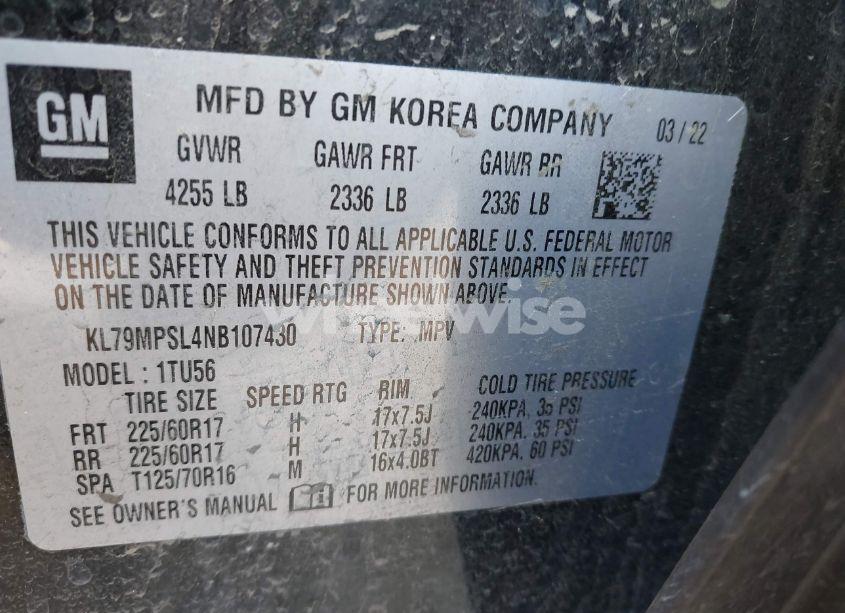 GM
MFD BY GM KOREA COMPANY 03 / 22
GVWR GAWR FRT GAWR RR
4255 LB 2336 LB 2336 LB
THIS VEHICLE CONFORMS TO ALL APPLICABLE U.S. FEDERAL MOTOR
VEHICLE SAFETY AND THEFT PREVENTION STANDARDS IN EFFECT
ON THE DATE OF MANUFACTURE SHOWN ABOVE.
KL79MPSL4NB107430 TYPE: MPV
MODEL : 1TU56
TIRE SIZE SPEED RTG RIM COLD TIRE PRESSURE
FRT 225/60R17 H 17x7.5J 240KPA, 35 PSI
RR 225/60R17 H 17x7.5J 240KPA, 35 PSI
SPA T125/70R16 M 16x4.0BT 420KPA, 60 PSI
SEE OWNER'S MANUAL FOR MORE INFORMATION.